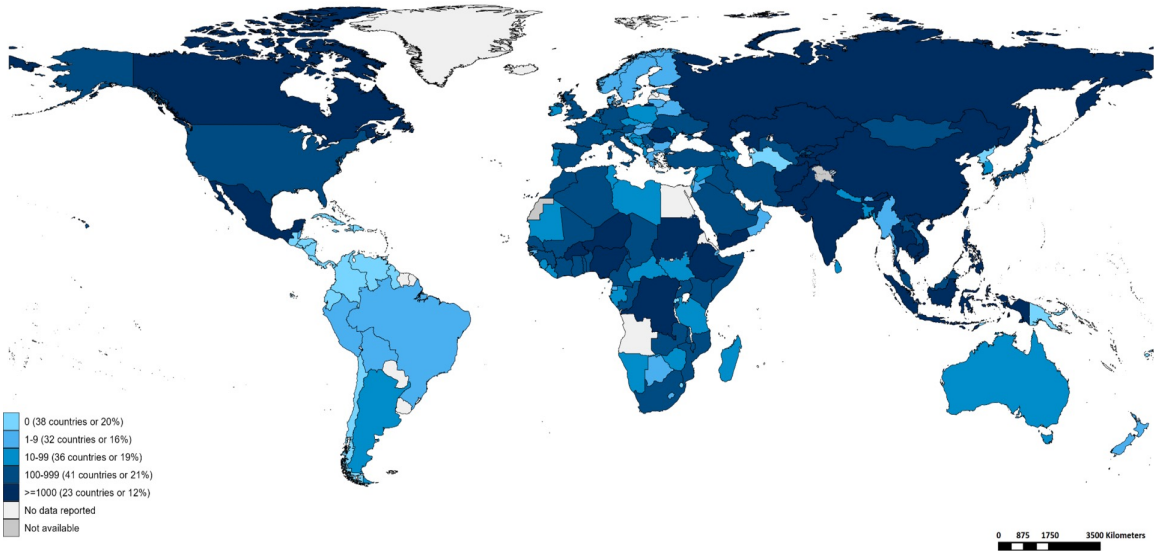 0 (38 countries or 20%)
1-9 (32 countries or 16%)
10-99 (36 countries or 19%)
100-999 (41 countries or 21%)
>=1000 (23 countries or 12%)
No data reported
Not available
0 875 1750 3500 Kilometers